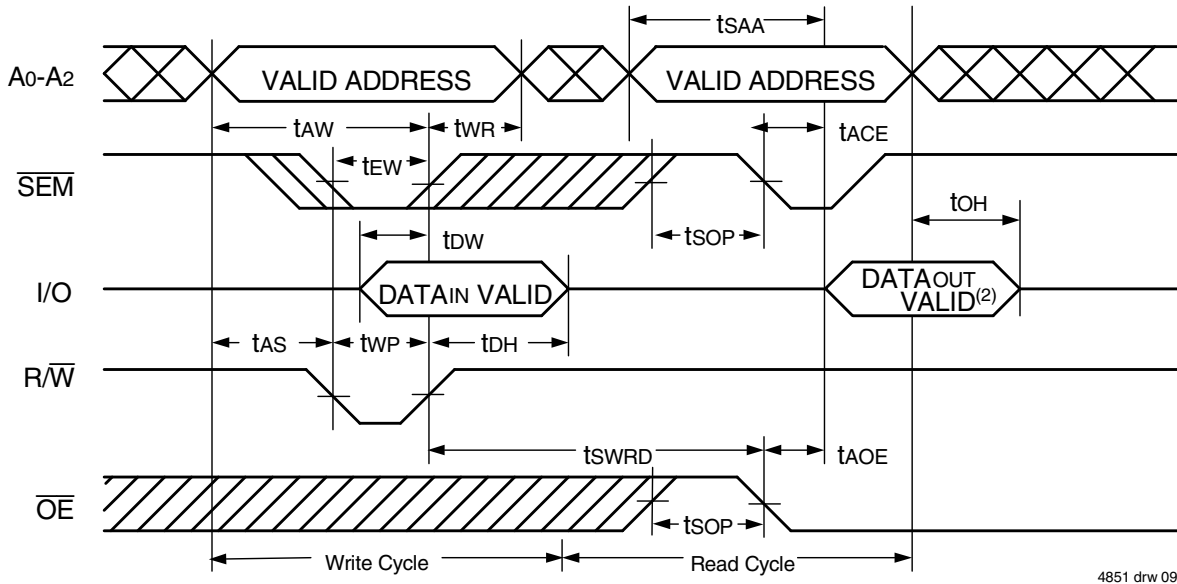 tSAA
A0-A2
VALID ADDRESS
VALID ADDRESS
tAW
tWR
tACE
tEW
SEM
tOH
tDW
tSOP
I/O
DATAIN VALID
DATAOUT
VALID(2)
tAS
tWP
tDH
R/W
tSWRD
tAOE
OE
tSOP
Write Cycle
Read Cycle
4851 drw 09